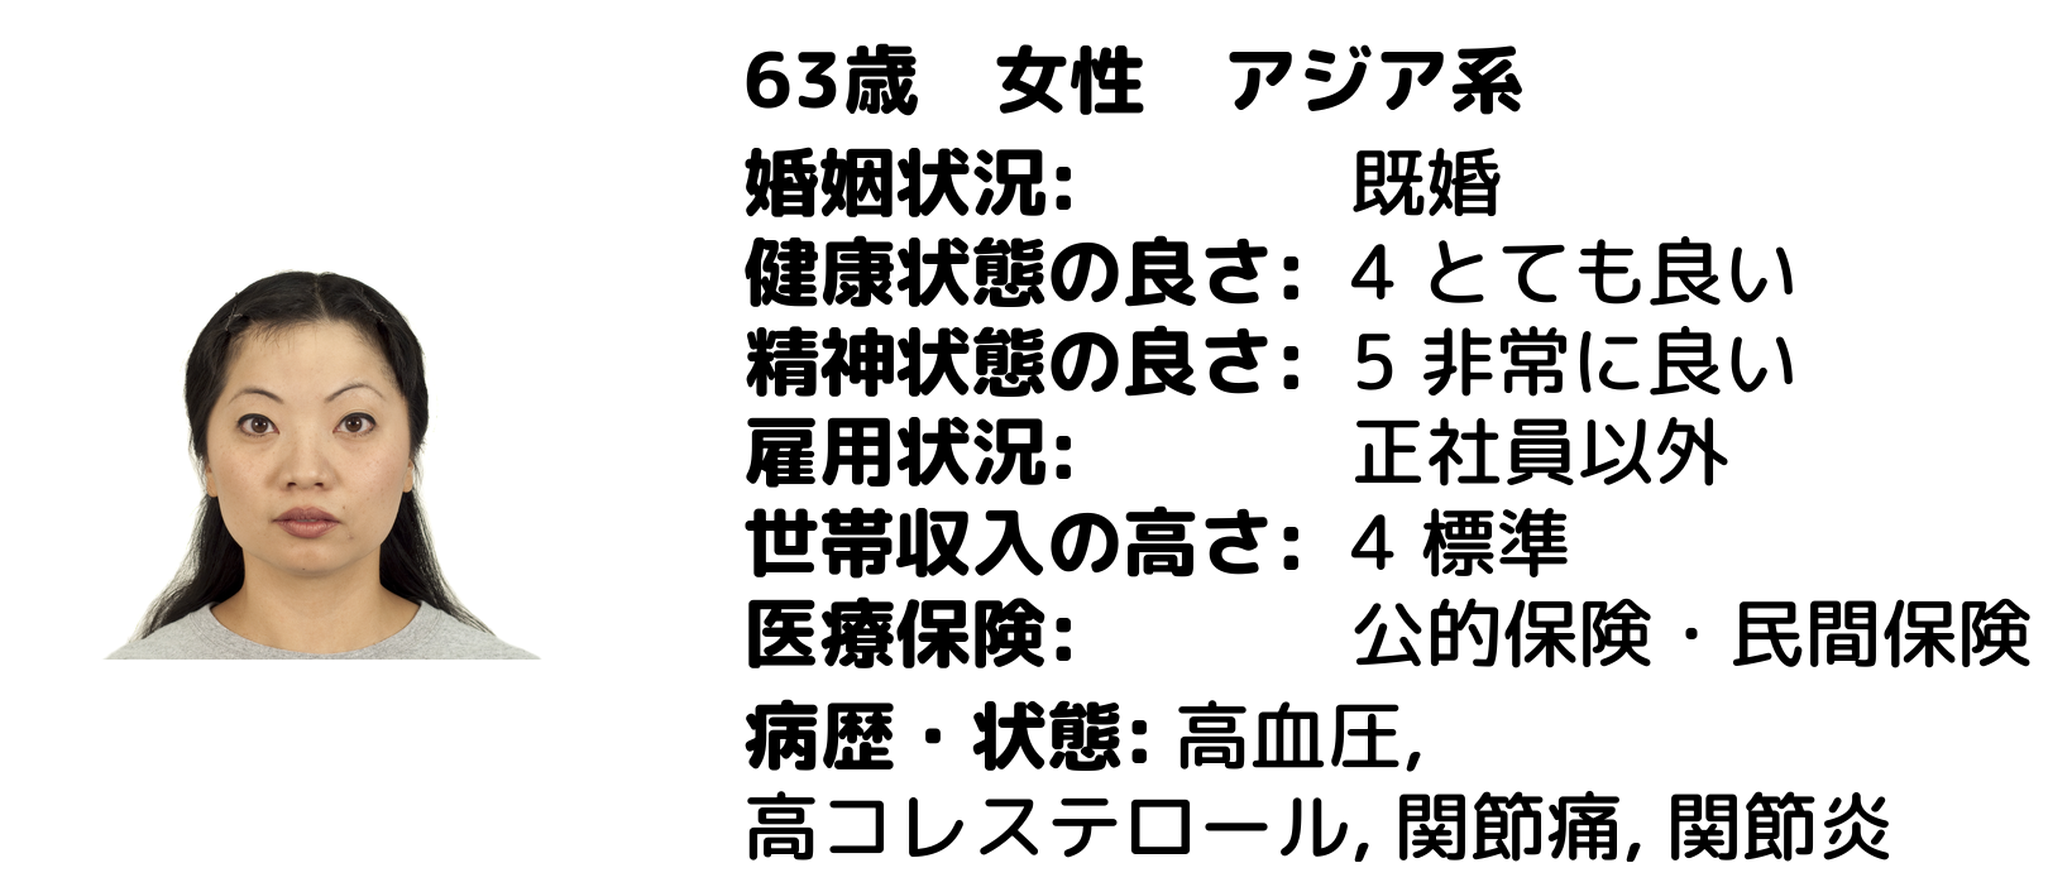 63歳　女性　アジア系
婚姻状況: 既婚
健康状態の良さ: 4 とても良い
精神状態の良さ: 5 非常に良い
雇用状況: 正社員以外
世帯収入の高さ: 4 標準
医療保険: 公的保険・民間保険
病歴・状態: 高血圧,
高コレステロール, 関節痛, 関節炎